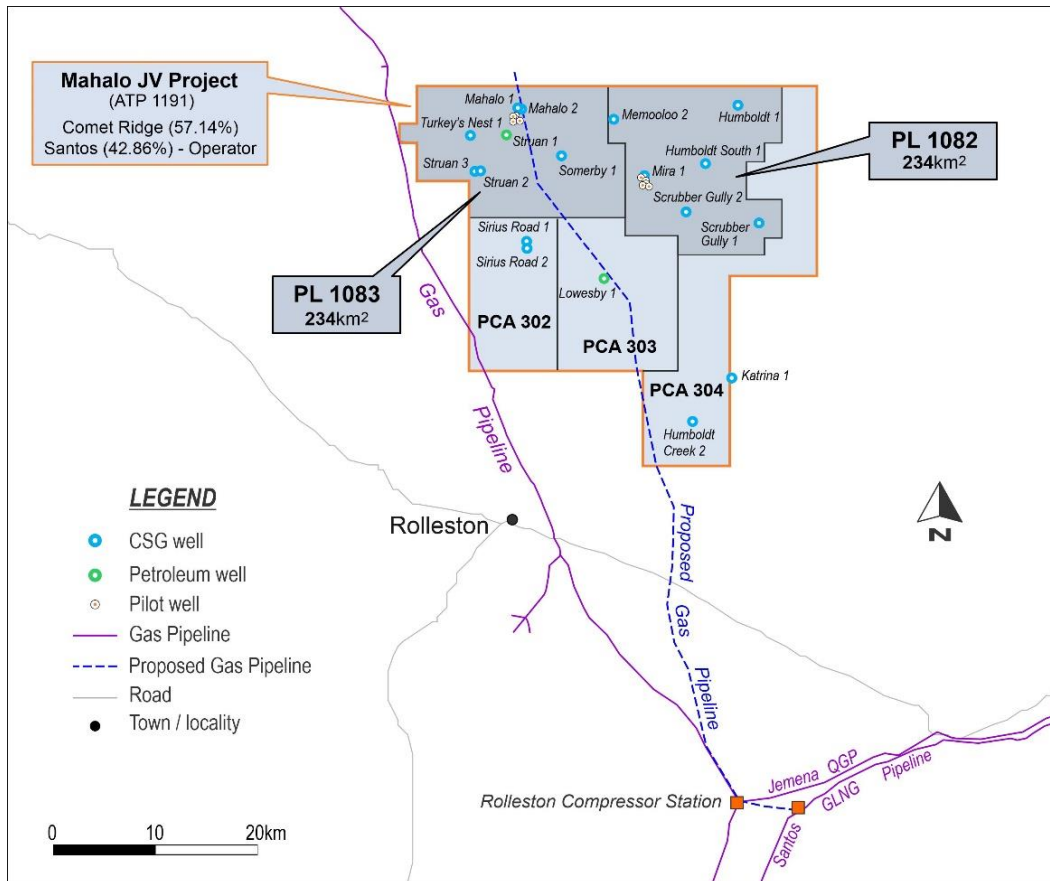 Mahalo JV Project
(ATP 1191)
Comet Ridge (57.14%)
Santos (42.86%) - Operator
Mahalo 1
Mahalo 2
Memooloo 2
Humboldt 1
Turkey's Nest 1
Struan 1
Humboldt South 1
PL 1082
234km²
Somerby 1
Mira 1
Struan 3
Struan 2
Scrubber Gully 2
Scrubber
Gully 1
Sirius Road 1
Sirius Road 2
PL 1083
234km²
Lowesby 1
Gas
PCA 302
PCA 303
PCA 304
Katrina 1
Pipeline
Humboldt
Creek 2
LEGEND
CSG well
Petroleum well
Pilot well
Gas Pipeline
Proposed Gas Pipeline
Road
Town / locality
Rolleston
N
Proposed Gas Pipeline
Jemena QGP
Santos GLNG Pipeline
Rolleston Compressor Station
0 10 20km